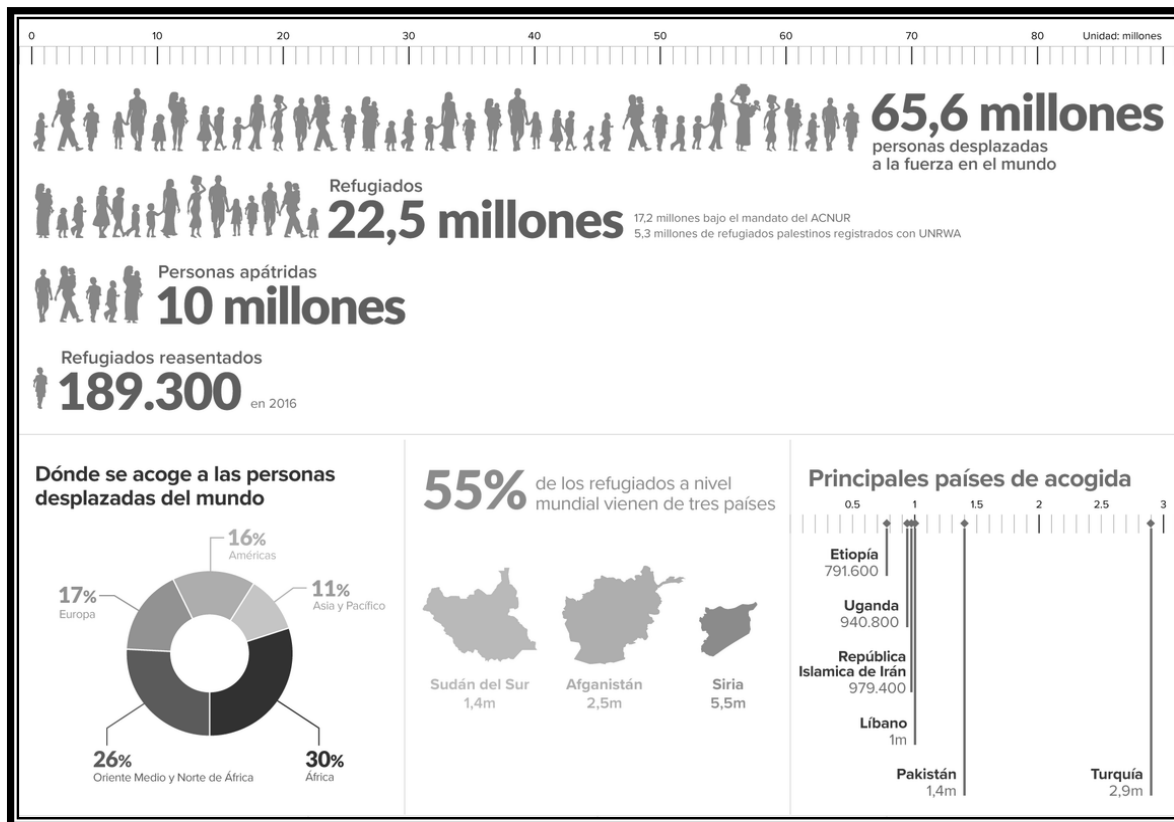 0 10 20 30 40 50 60 70 80 Unidad: millones
65,6 millones
personas desplazadas
a la fuerza en el mundo
Refugiados
22,5 millones
17,2 millones bajo el mandato del ACNUR
5,3 millones de refugiados palestinos registrados con UNRWA
Personas apátridas
10 millones
Refugiados reasentados
189.300 en 2016
Dónde se acoge a las personas
desplazadas del mundo
16%
Américas
11%
Asia y Pacífico
17%
Europa
26%
Oriente Medio y Norte de África
30%
África
55% de los refugiados a nivel
mundial vienen de tres países
Sudán del Sur
1,4m
Afganistán
2,5m
Siria
5,5m
Principales países de acogida
0.5 1 1.5 2 2.5 3
Etiopía
791.600
Uganda
940.800
República
Islamica de Irán
979.400
Líbano
1m
Pakistán
1,4m
Turquía
2,9m